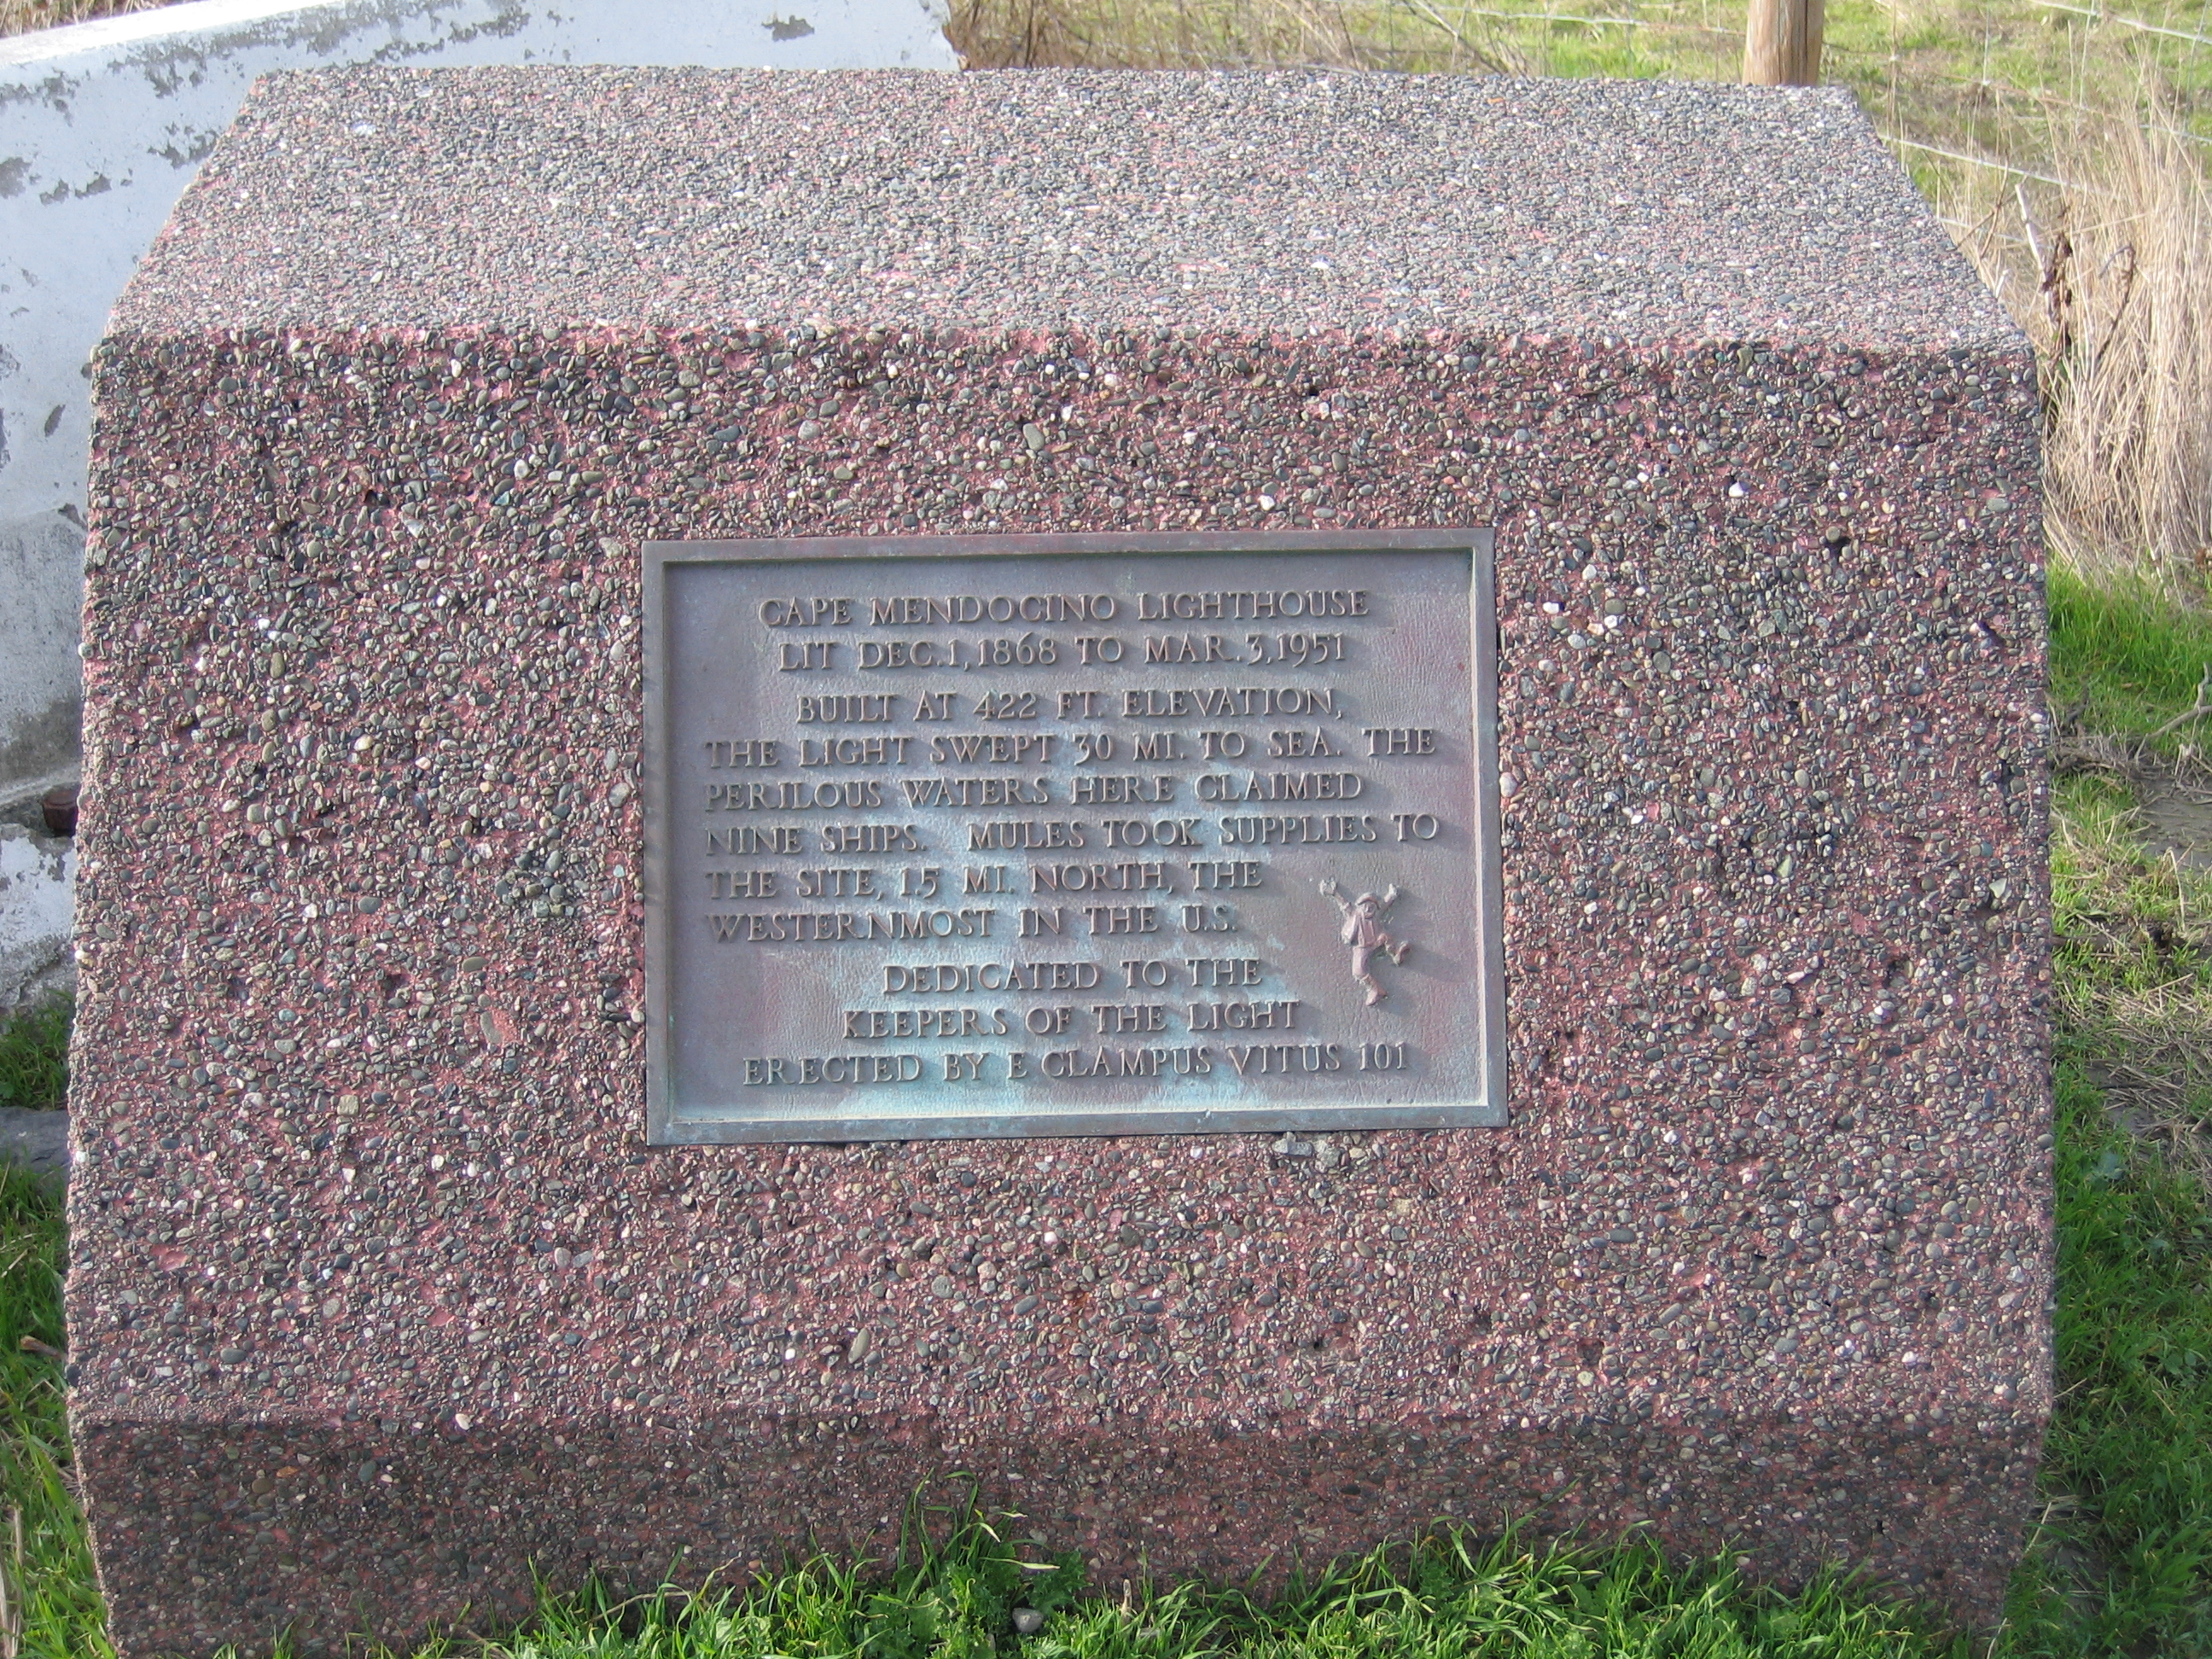 CAPE MENDOCINO LIGHTHOUSE
LIT DEC. 1, 1868 TO MAR. 3, 1951
BUILT AT 422 FT. ELEVATION,
THE LIGHT SWEPT 30 MI. TO SEA. THE
PERILOUS WATERS HERE CLAIMED
NINE SHIPS. MULES TOOK SUPPLIES TO
THE SITE, 1.5 MI. NORTH, THE
WESTERNMOST IN THE U.S.
DEDICATED TO THE
KEEPERS OF THE LIGHT
ERECTED BY E CLAMPUS VITUS 101